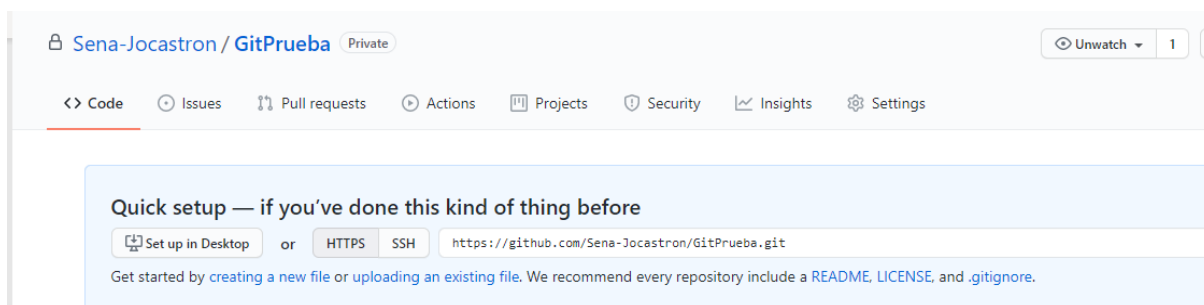 Sena-Jocastron / GitPrueba Private Unwatch 1
<> Code Issues Pull requests Actions Projects Security Insights Settings
Quick setup — if you've done this kind of thing before
Set up in Desktop or HTTPS SSH https://github.com/Sena-Jocastron/GitPrueba.git
Get started by creating a new file or uploading an existing file. We recommend every repository include a README, LICENSE, and .gitignore.